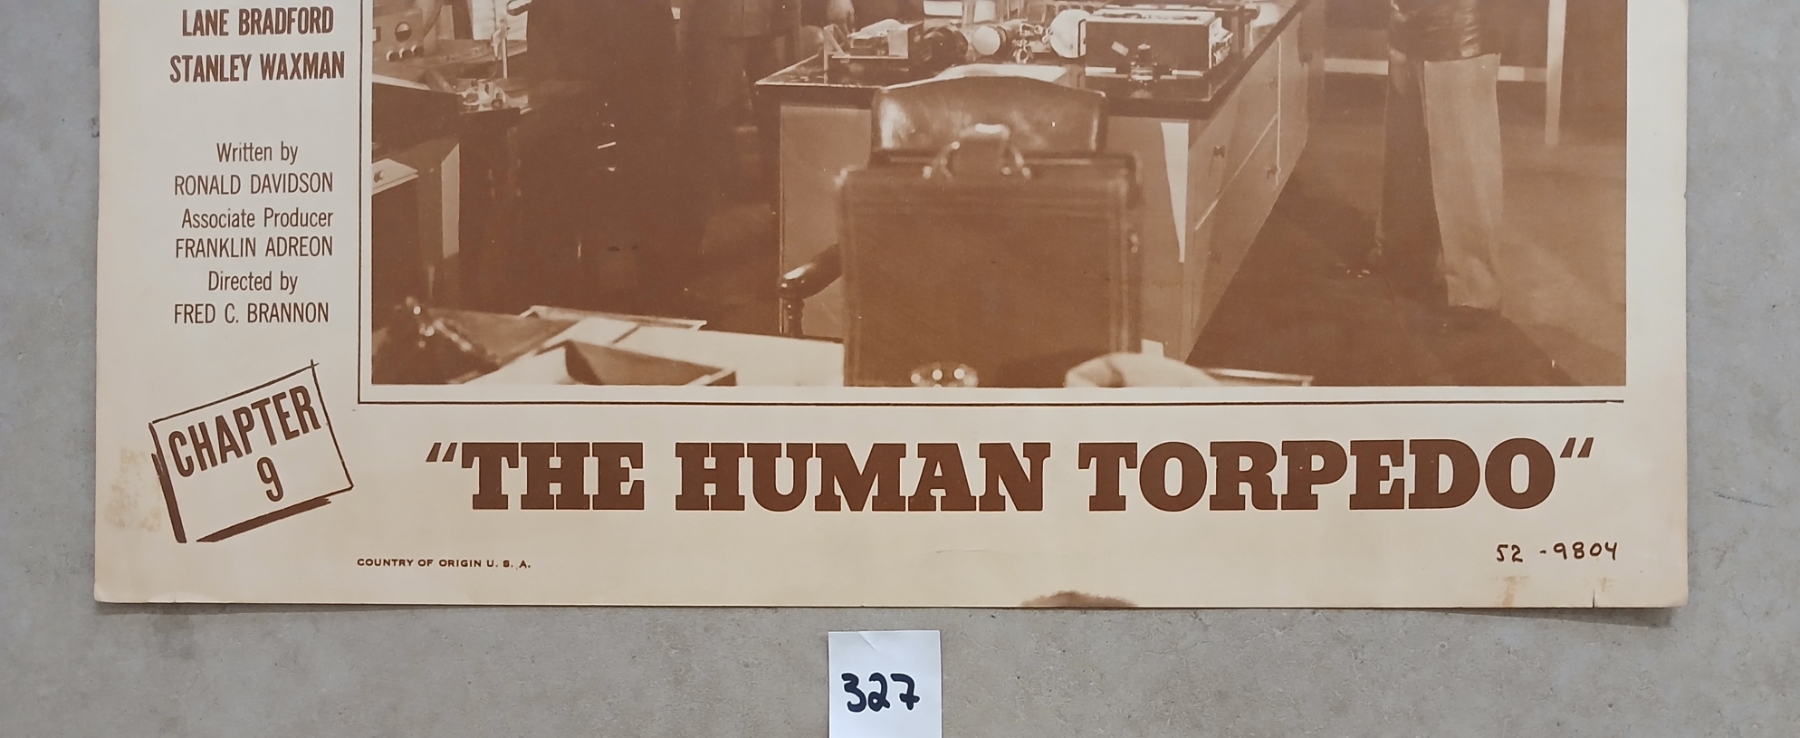 LANE BRADFORD
STANLEY WAXMAN
Written by
RONALD DAVIDSON
Associate Producer
FRANKLIN ADREON
Directed by
FRED C. BRANNON
CHAPTER
9
“THE HUMAN TORPEDO“
COUNTRY OF ORIGIN U. S. A.
52 -9804
327